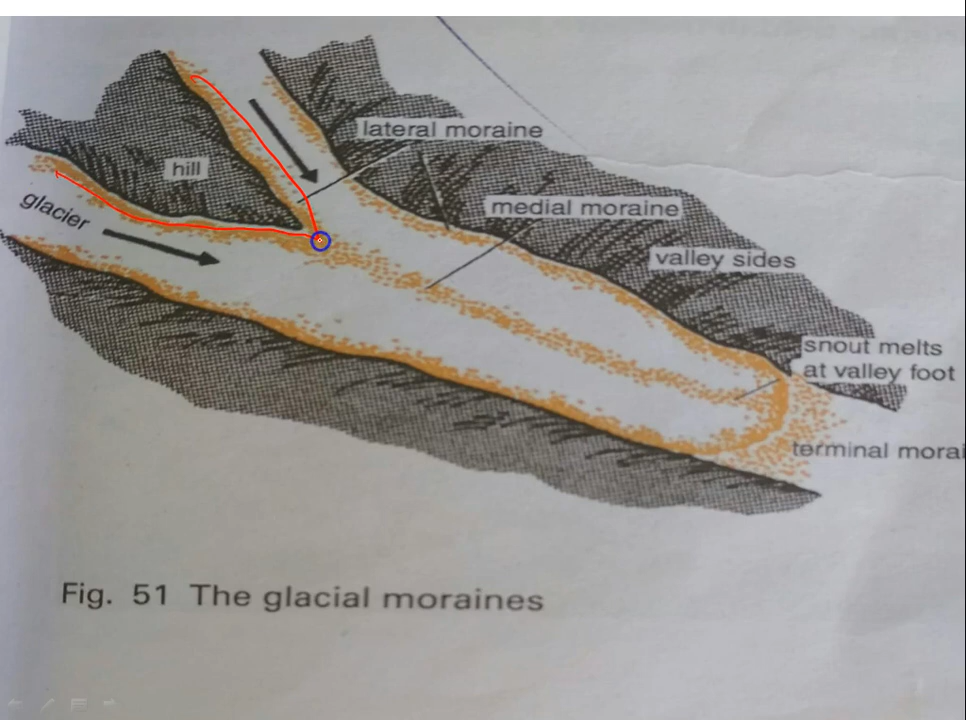 lateral moraine
hill
medial moraine
glacier
valley sides
snout melts
at valley foot
terminal morai
Fig. 51 The glacial moraines